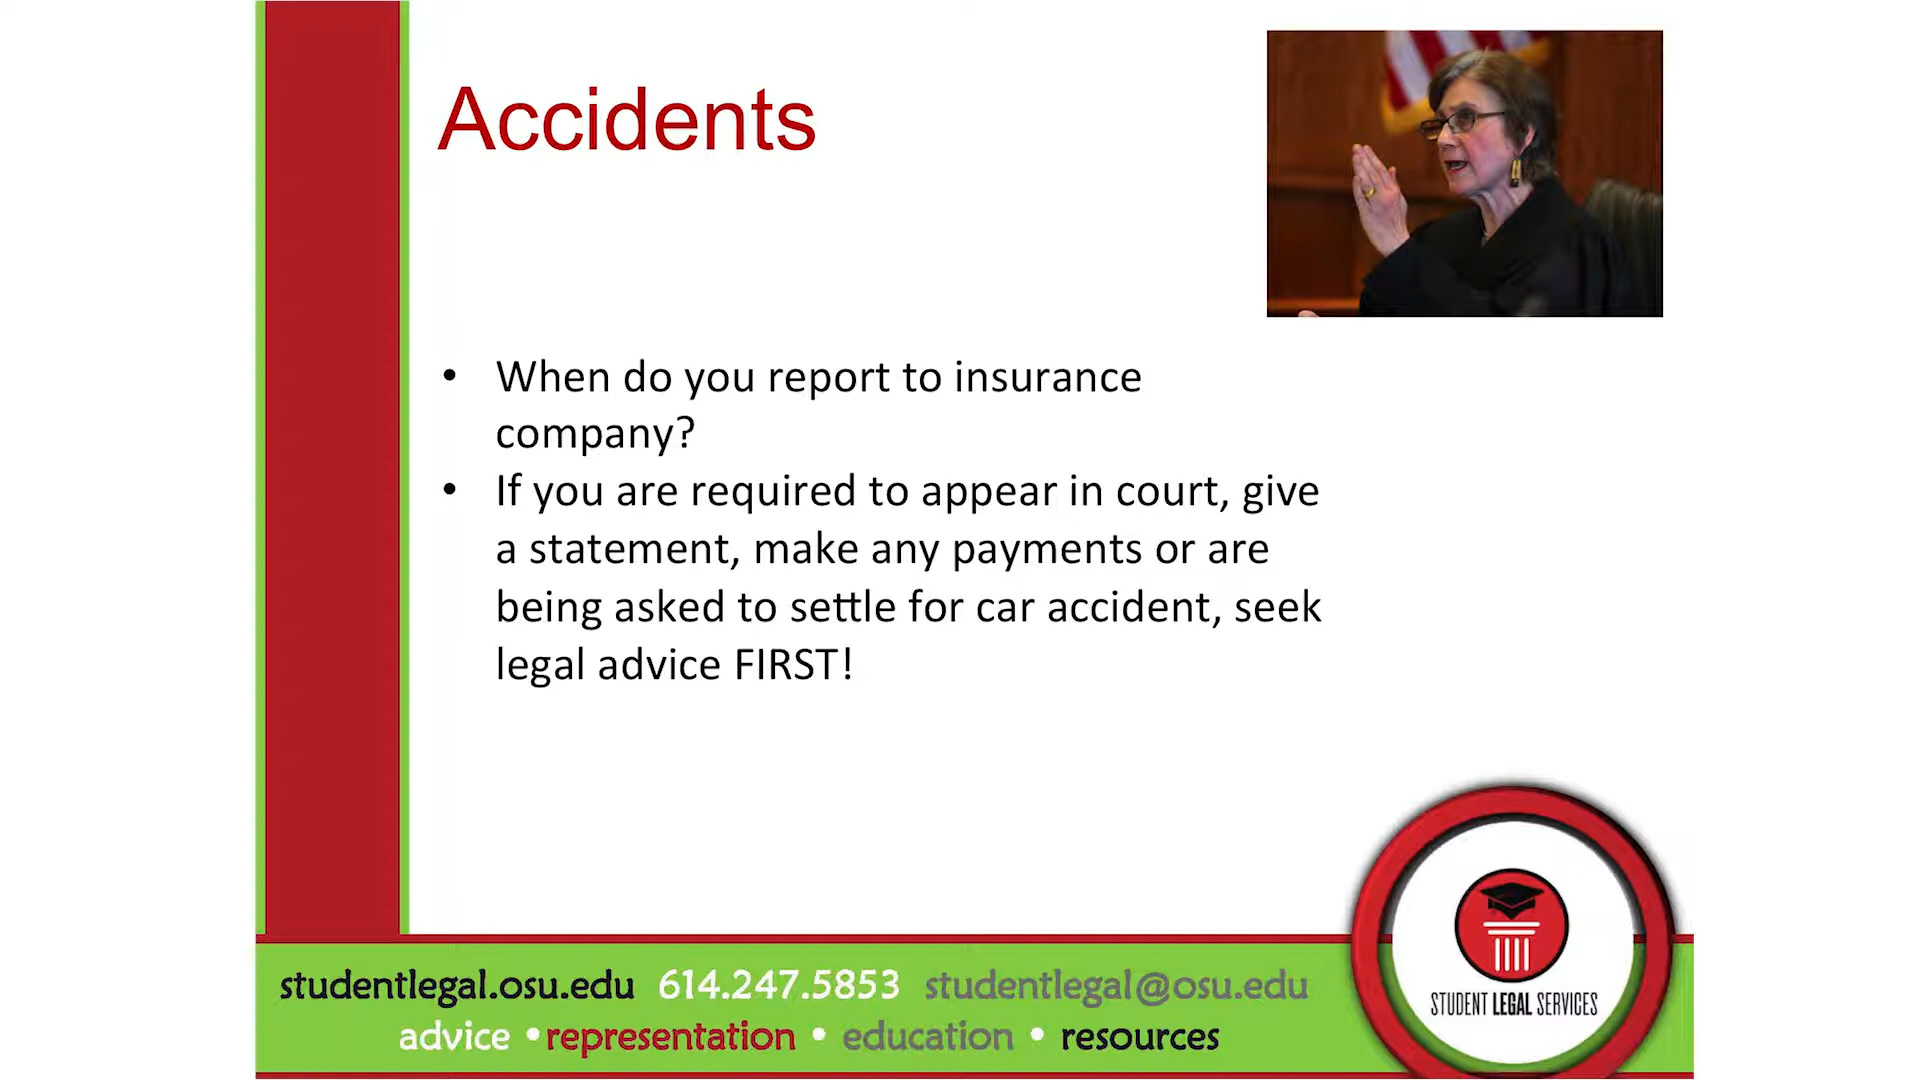 Accidents
• When do you report to insurance
company?
• If you are required to appear in court, give
a statement, make any payments or are
being asked to settle for car accident, seek
legal advice FIRST!
studentlegal.osu.edu 614.247.5853 studentlegal@osu.edu
advice • representation • education • resources
STUDENT LEGAL SERVICES